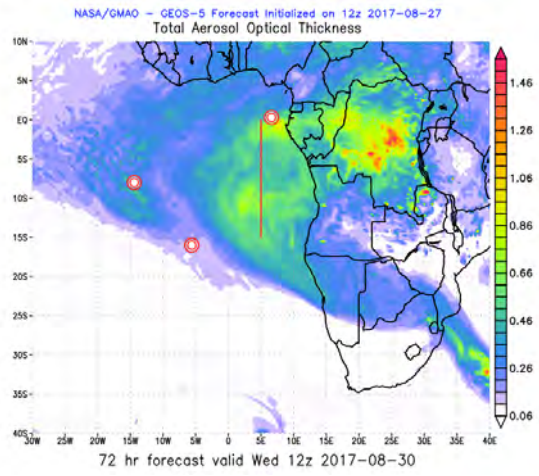 NASA/GMAO - GEOS-5 Forecast Initialized on 12z 2017-08-27
Total Aerosol Optical Thickness
10N
5N
EQ
5S
10S
15S
20S
25S
30S
35S
40S
30W 25W 20W 15W 10W 5W 0 5E 10E 15E 20E 25E 30E 35E 40E
1.46
1.26
1.06
0.86
0.66
0.46
0.26
0.06
72 hr forecast valid Wed 12z 2017-08-30